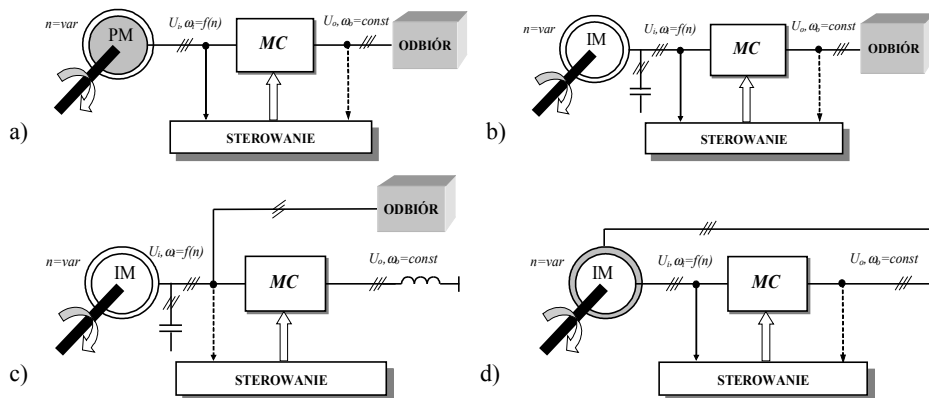 n=var
PM
Ui, ωi=f(n)
MC
Uo, ωo=const
ODBIÓR
STEROWANIE
a)
n=var
IM
Ui, ωi=f(n)
MC
Uo, ωo=const
ODBIÓR
STEROWANIE
b)
ODBIÓR
n=var
IM
Ui, ωi=f(n)
MC
Uo, ωo=const
STEROWANIE
c)
n=var
IM
Ui, ωi=f(n)
MC
Uo, ωo=const
STEROWANIE
d)